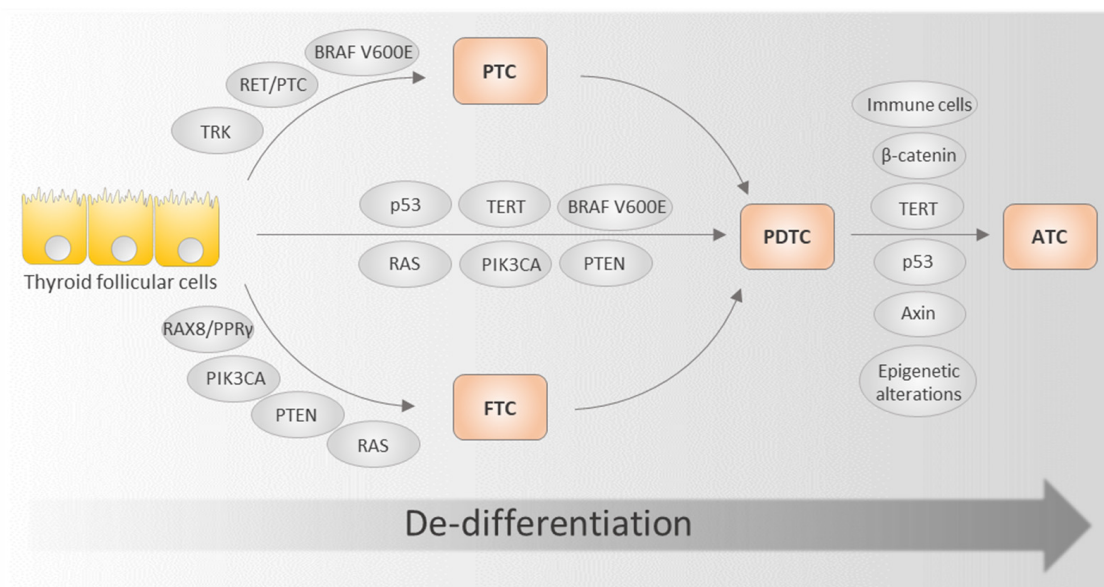 BRAF V600E
RET/PTC
TRK
PTC
Immune cells
β-catenin
TERT
p53
Axin
Epigenetic
alterations
p53
TERT
BRAF V600E
RAS
PIK3CA
PTEN
PDTC
ATC
Thyroid follicular cells
RAX8/PPRγ
PIK3CA
PTEN
RAS
FTC
De-differentiation